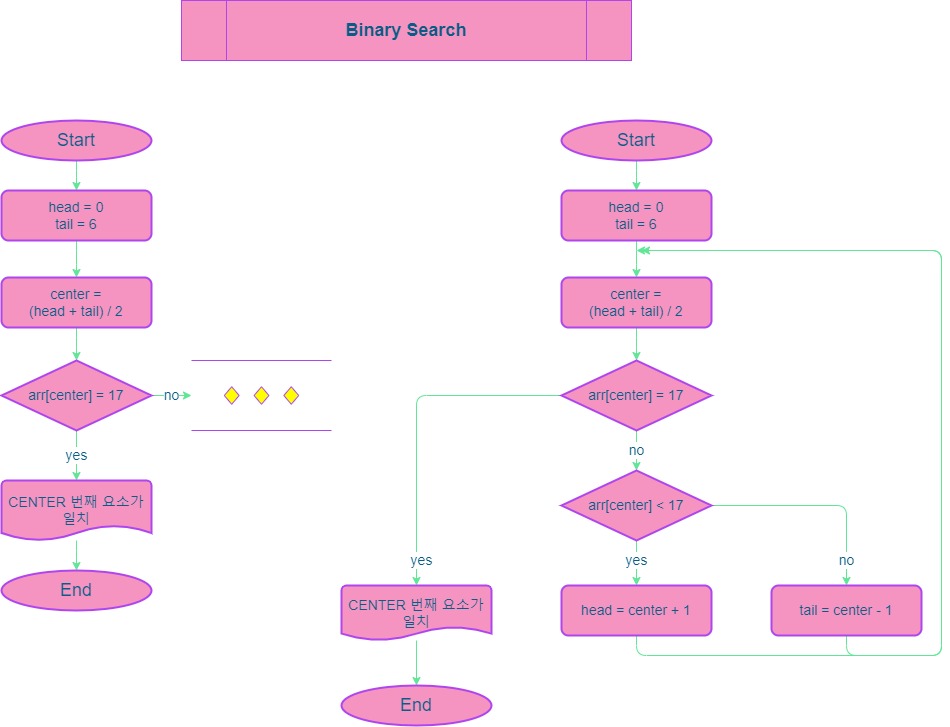 Binary Search
Start
head = 0
tail = 6
center =
(head + tail) / 2
arr[center] = 17
no
yes
CENTER 번째 요소가
일치
End
Start
head = 0
tail = 6
center =
(head + tail) / 2
arr[center] = 17
no
arr[center] < 17
yes
yes
no
CENTER 번째 요소가
일치
head = center + 1
tail = center - 1
End